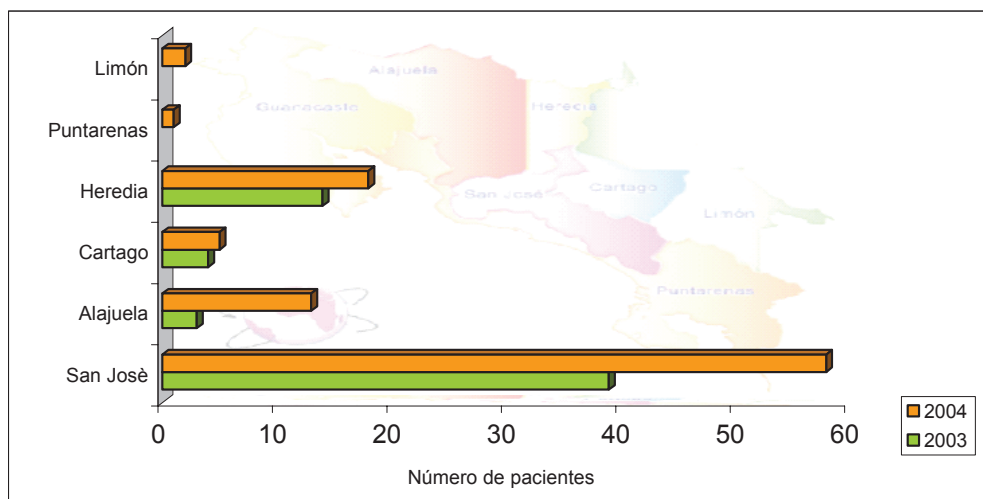 Limón
Puntarenas
Heredia
Cartago
Alajuela
San Josè
0 10 20 30 40 50 60
Número de pacientes
2004
2003
Alajuela
Guanacaste
Heredia
San José
Cartago
Limón
Puntarenas